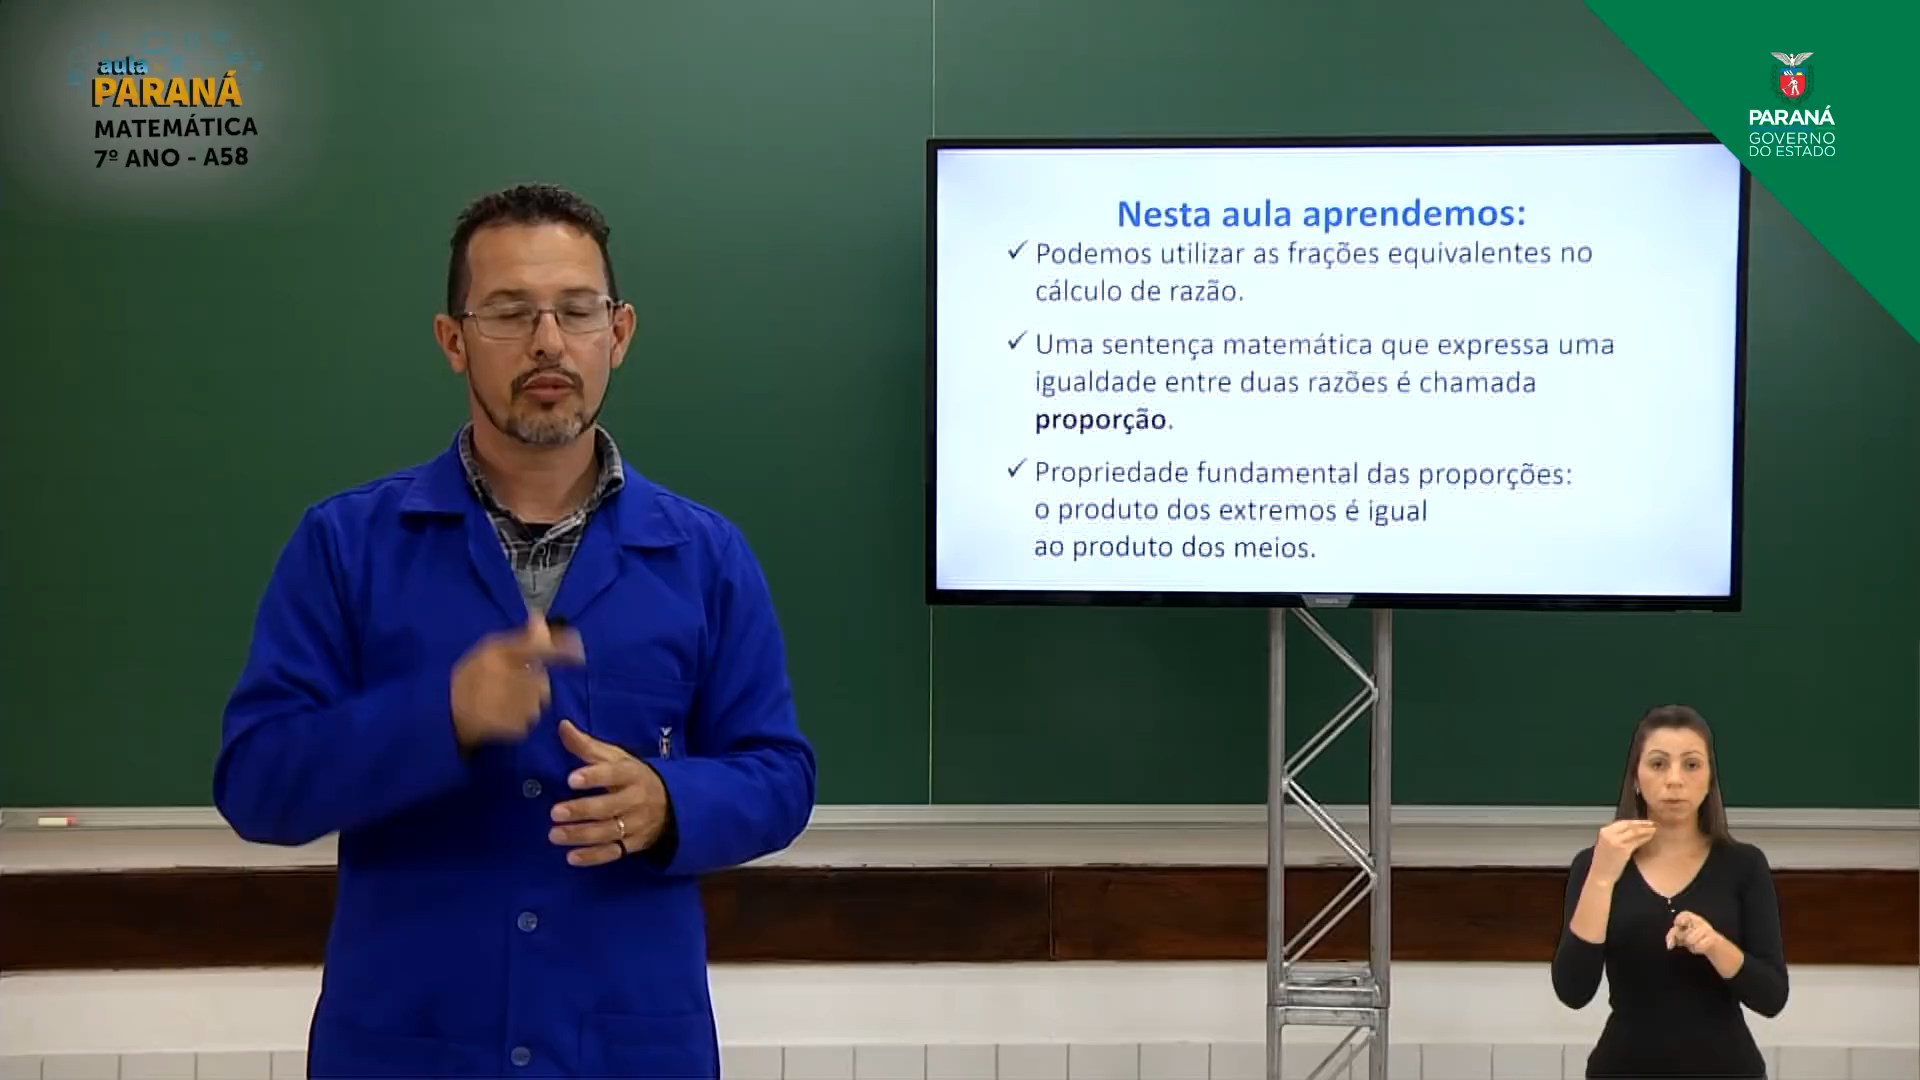 aula
PARANÁ
MATEMÁTICA
7º ANO - A58
PARANÁ
GOVERNO
DO ESTADO
Nesta aula aprendemos:
✓ Podemos utilizar as frações equivalentes no
cálculo de razão.
✓ Uma sentença matemática que expressa uma
igualdade entre duas razões é chamada
proporção.
✓ Propriedade fundamental das proporções:
o produto dos extremos é igual
ao produto dos meios.